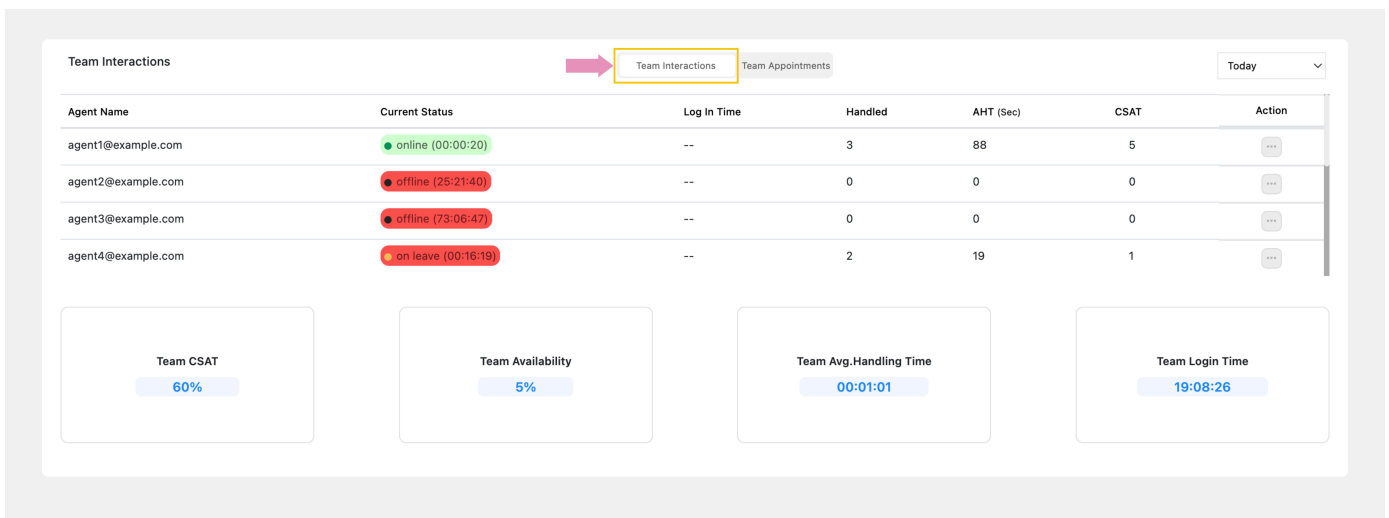 Team Interactions
Team Interactions Team Appointments
Today
Agent Name Current Status Log In Time Handled AHT (Sec) CSAT Action
agent1@example.com online (00:00:20) -- 3 88 5
agent2@example.com offline (25:21:40) -- 0 0 0
agent3@example.com offline (73:06:47) -- 0 0 0
agent4@example.com on leave (00:16:19) -- 2 19 1
Team CSAT Team Availability Team Avg.Handling Time Team Login Time
60% 5% 00:01:01 19:08:26